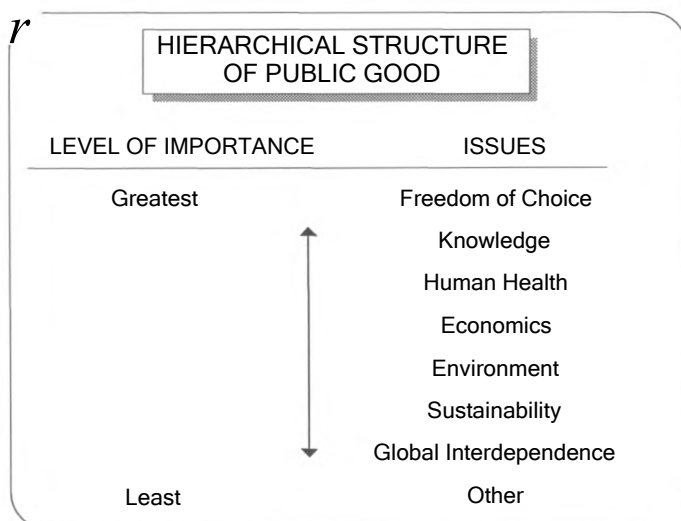 r
HIERARCHICAL STRUCTURE
OF PUBLIC GOOD
LEVEL OF IMPORTANCE ISSUES
Greatest Freedom of Choice
Knowledge
Human Health
Economics
Environment
Sustainability
Global Interdependence
Least Other